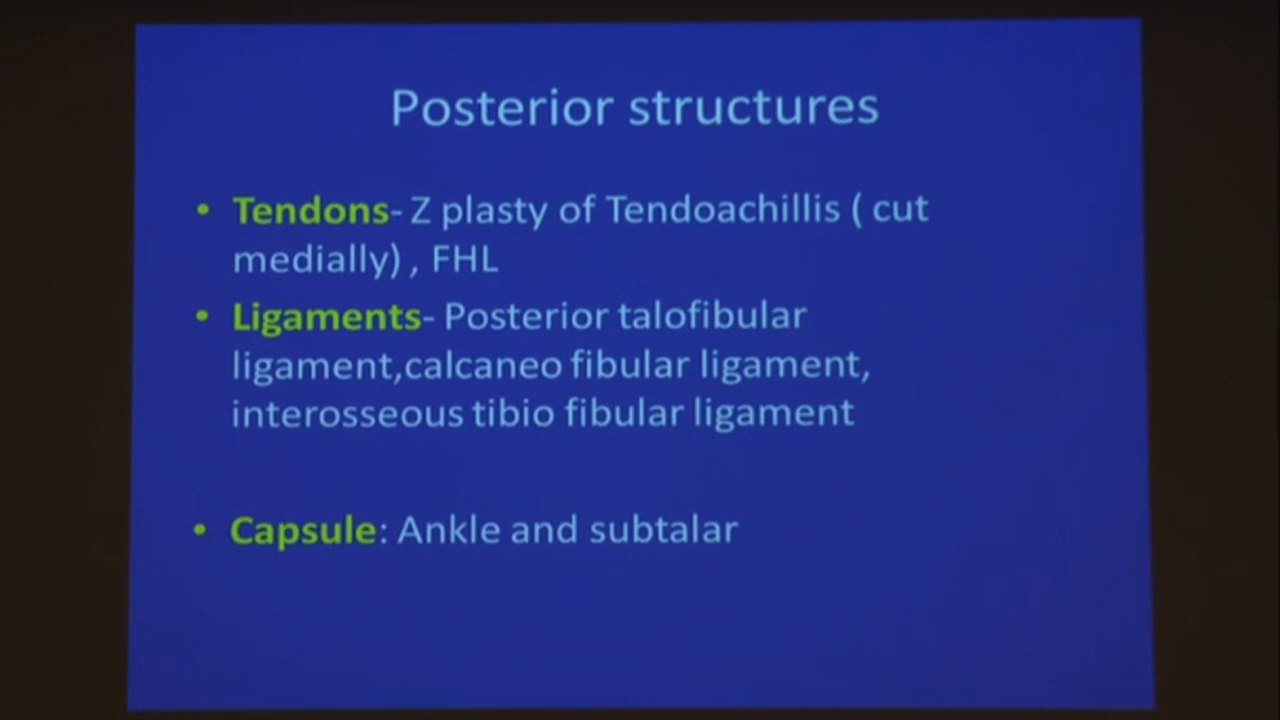 Posterior structures
• Tendons- Z plasty of Tendoachillis ( cut
medially) , FHL
• Ligaments- Posterior talofibular
ligament,calcaneo fibular ligament,
interosseous tibio fibular ligament
• Capsule: Ankle and subtalar